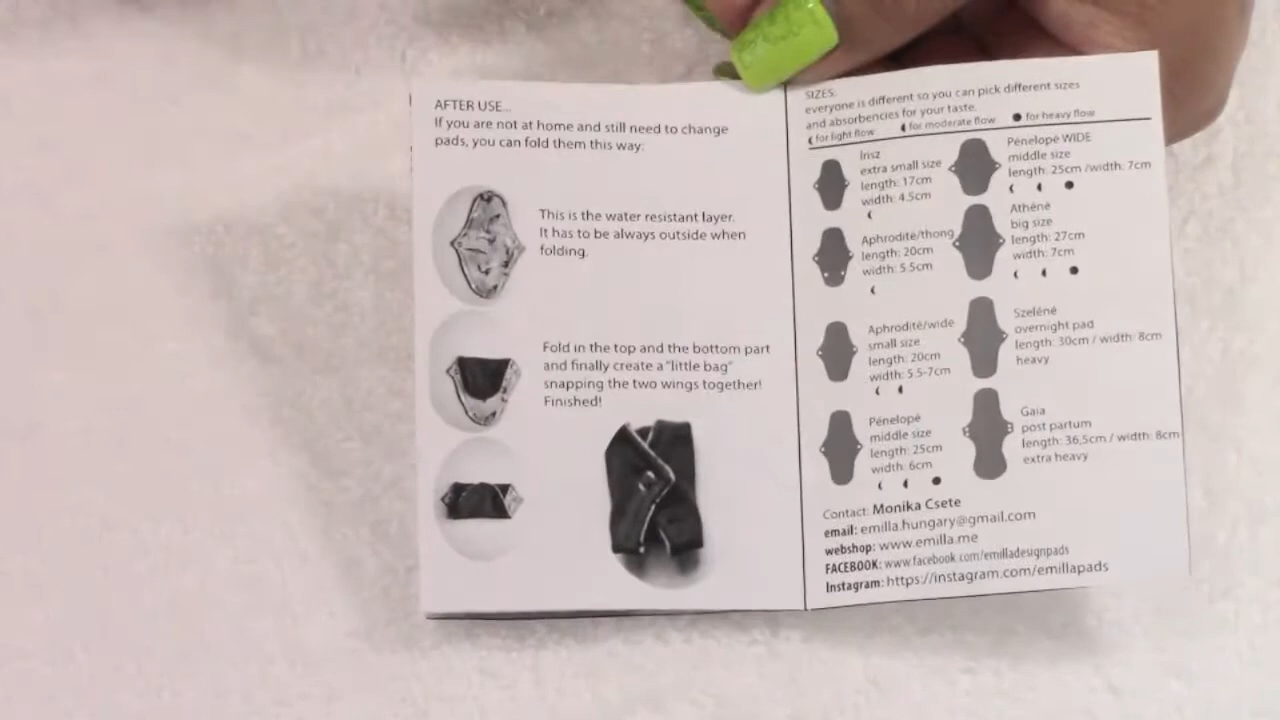 AFTER USE...
If you are not at home and still need to change
pads, you can fold them this way:
This is the water resistant layer.
It has to be always outside when
folding.
Fold in the top and the bottom part
and finally create a "little bag"
snapping the two wings together!
Finished!
SIZES:
everyone is different so you can pick different sizes
and absorbencies for your taste.
for light flow for moderate flow for heavy flow
Irisz
extra small size
length: 17cm
width: 4.5cm
Aphrodité/thong
length: 20cm
width: 5.5cm
Aphrodité/wide
small size
length: 20cm
width: 5.5-7cm
Pénelopé
middle size
length: 25cm
width: 6cm
Pénelopé WIDE
middle size
length: 25cm /width: 7cm
Athéné
big size
length: 27cm
width: 7cm
Szeléné
overnight pad
length: 30cm / width: 8cm
heavy
Gaia
post partum
length: 36,5cm / width: 8cm
extra heavy
Contact: Monika Csete
email: emilla.hungary@gmail.com
webshop: www.emilla.me
FACEBOOK: www.facebook.com/emilladesignpads
Instagram: https://instagram.com/emillapads